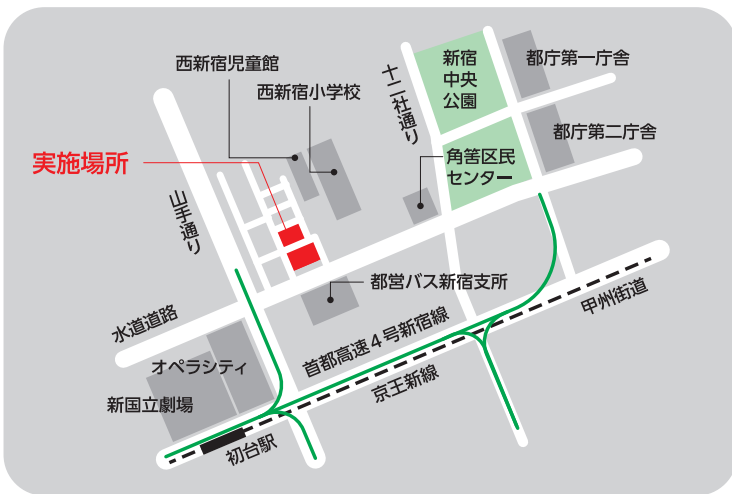 西新宿児童館
西新宿小学校
実施場所
山手通り
十二社通り
新宿
中央
公園
都庁第一庁舎
都庁第二庁舎
角筈区民
センター
都営バス新宿支所
水道道路
首都高速4号新宿線
甲州街道
京王新線
オペラシティ
新国立劇場
初台駅